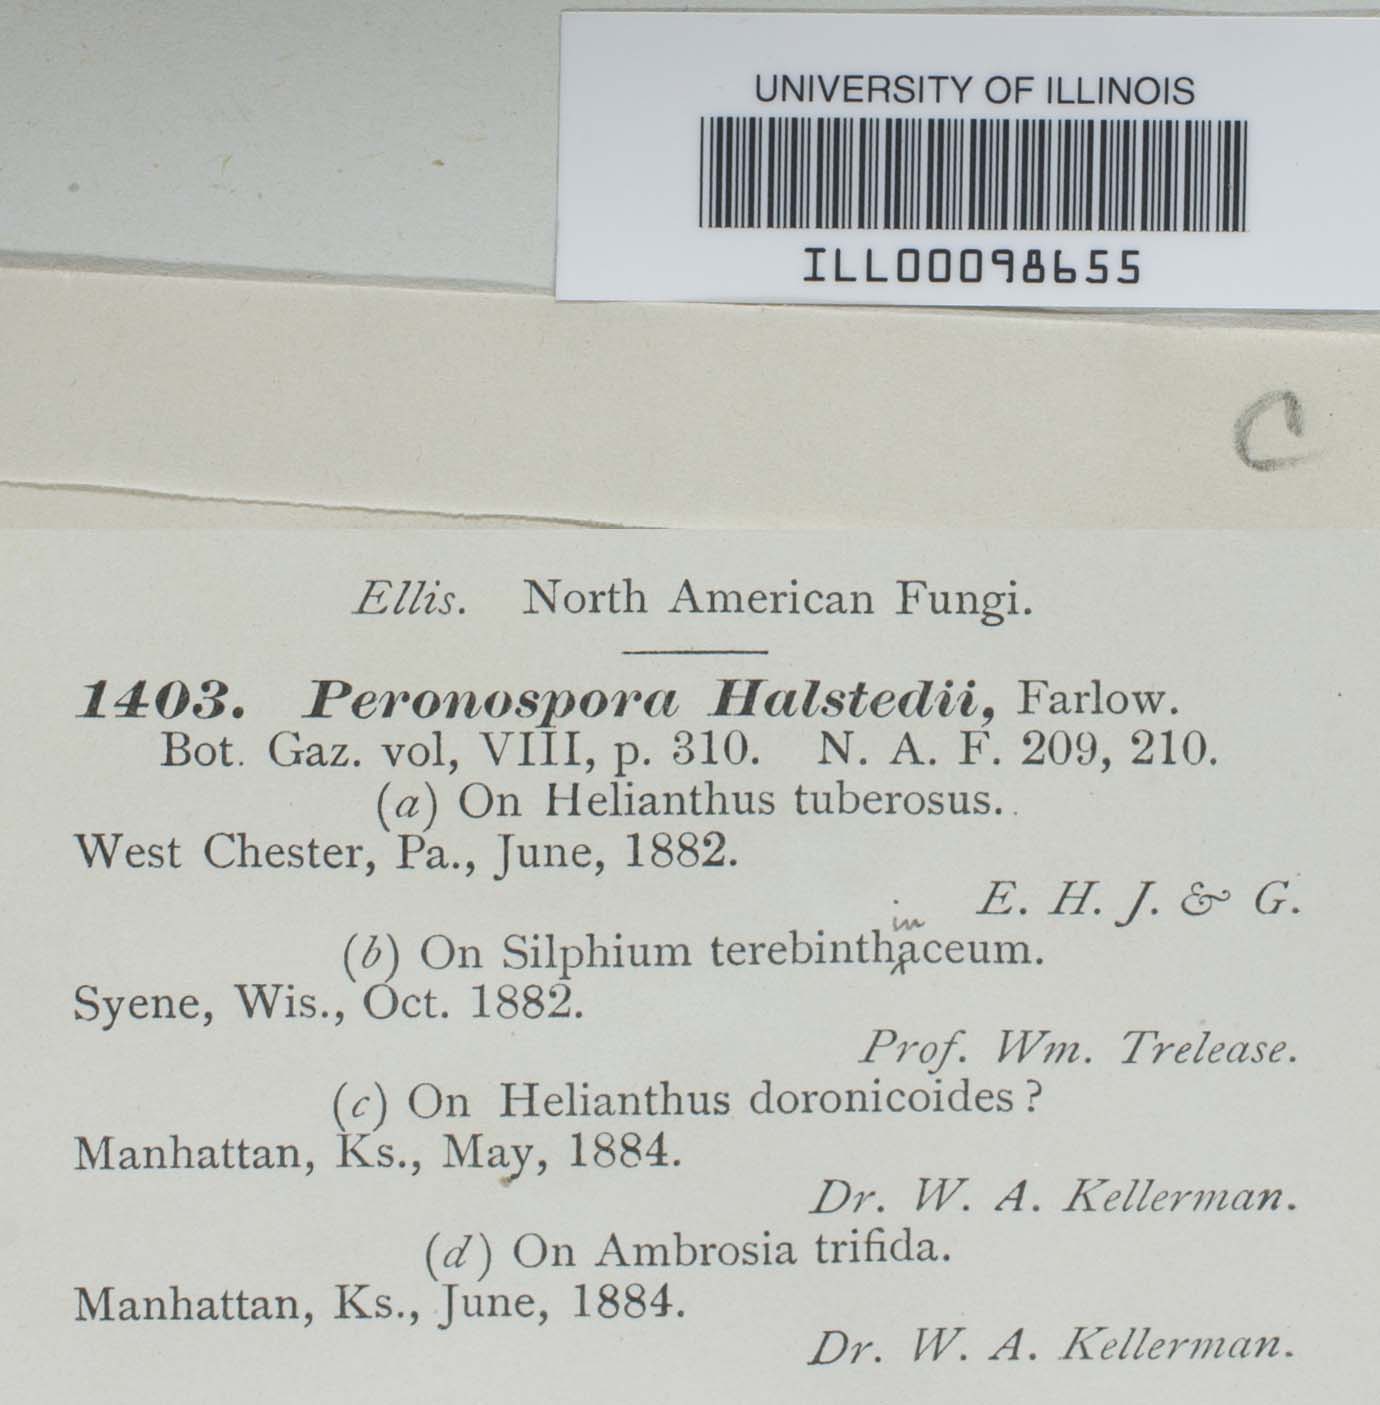 UNIVERSITY OF ILLINOIS
ILL00098655
C
Ellis. North American Fungi.
1403. Peronospora Halstedii, Farlow.
Bot. Gaz. vol, VIII, p. 310. N. A. F. 209, 210.
(a) On Helianthus tuberosus.
West Chester, Pa., June, 1882.
E. H. J. & G.
in
(b) On Silphium terebinthaceum.
Syene, Wis., Oct. 1882.
Prof. Wm. Trelease.
(c) On Helianthus doronicoides?
Manhattan, Ks., May, 1884.
Dr. W. A. Kellerman.
(d) On Ambrosia trifida.
Manhattan, Ks., June, 1884.
Dr. W. A. Kellerman.